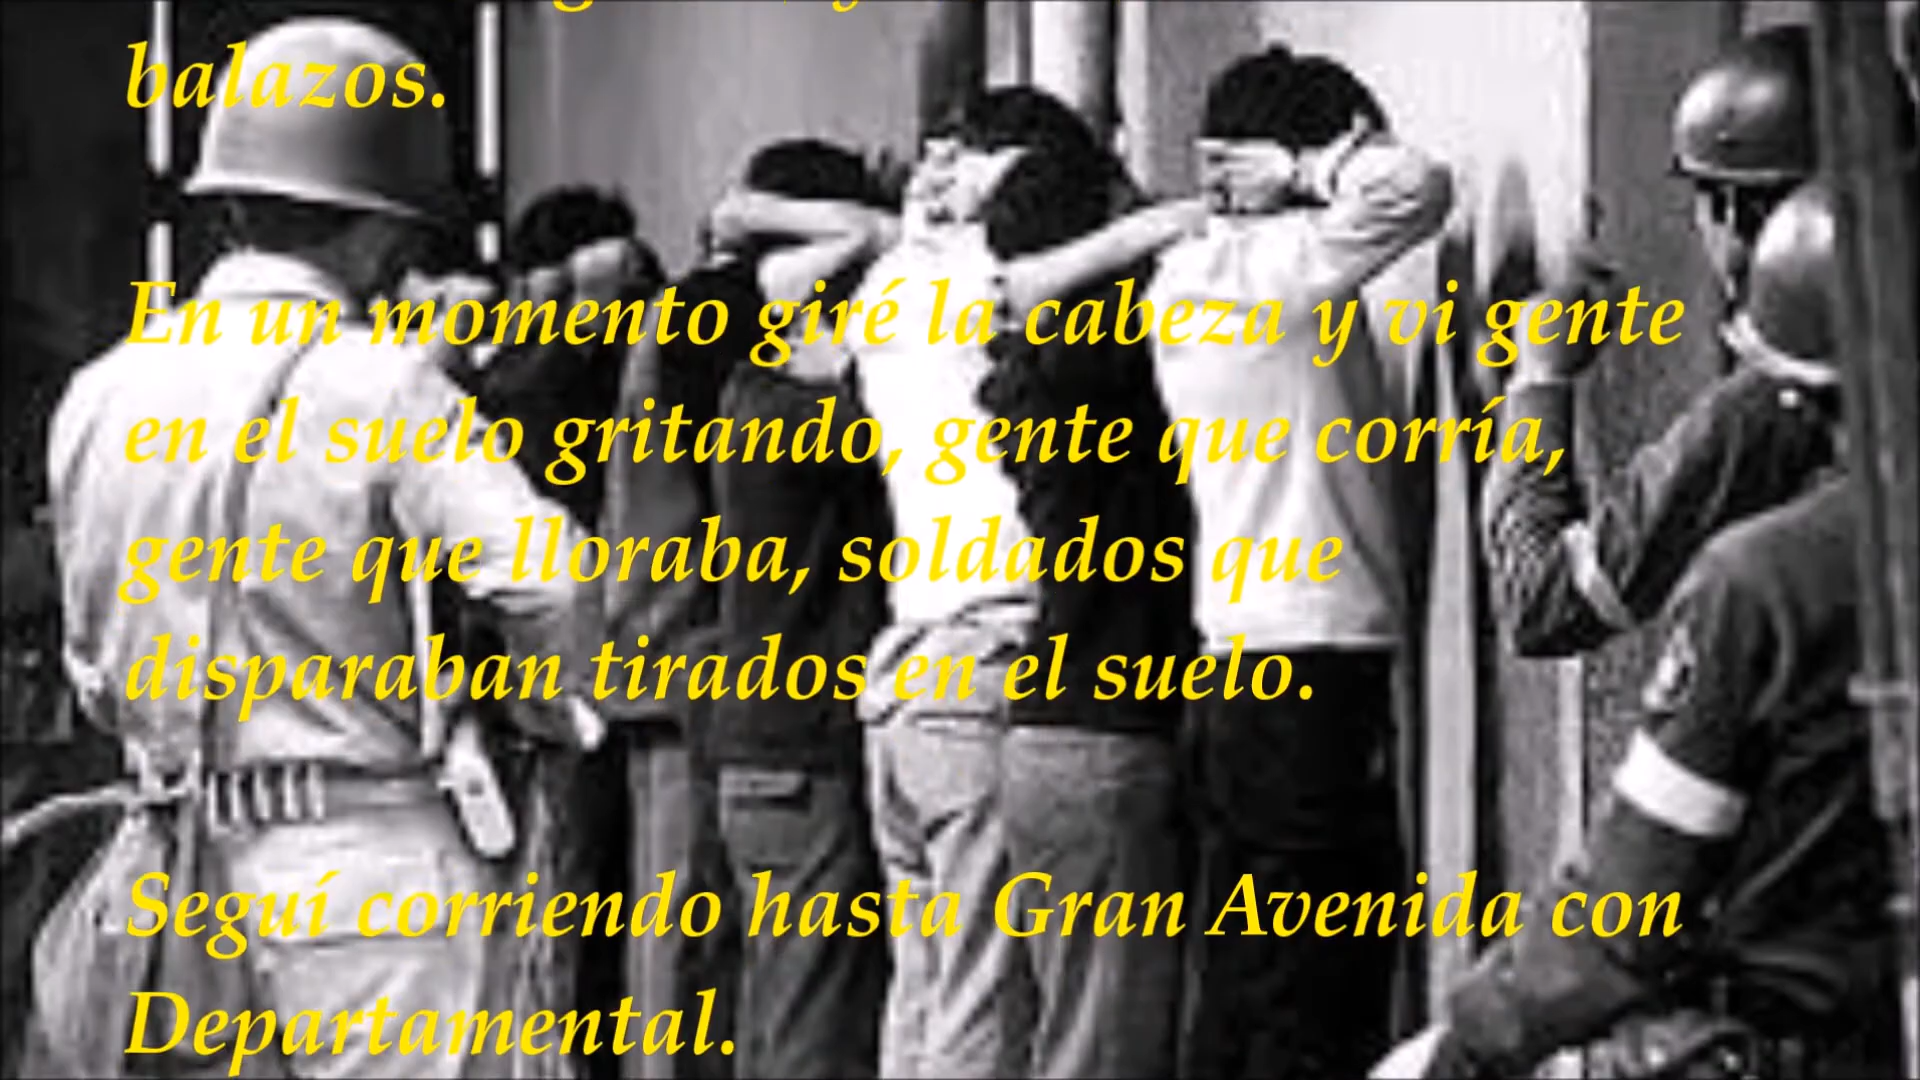 balazos.
En un momento giré la cabeza y vi gente
en el suelo gritando, gente que corría,
gente que lloraba, soldados que
disparaban tirados en el suelo.
Seguí corriendo hasta Gran Avenida con
Departamental.